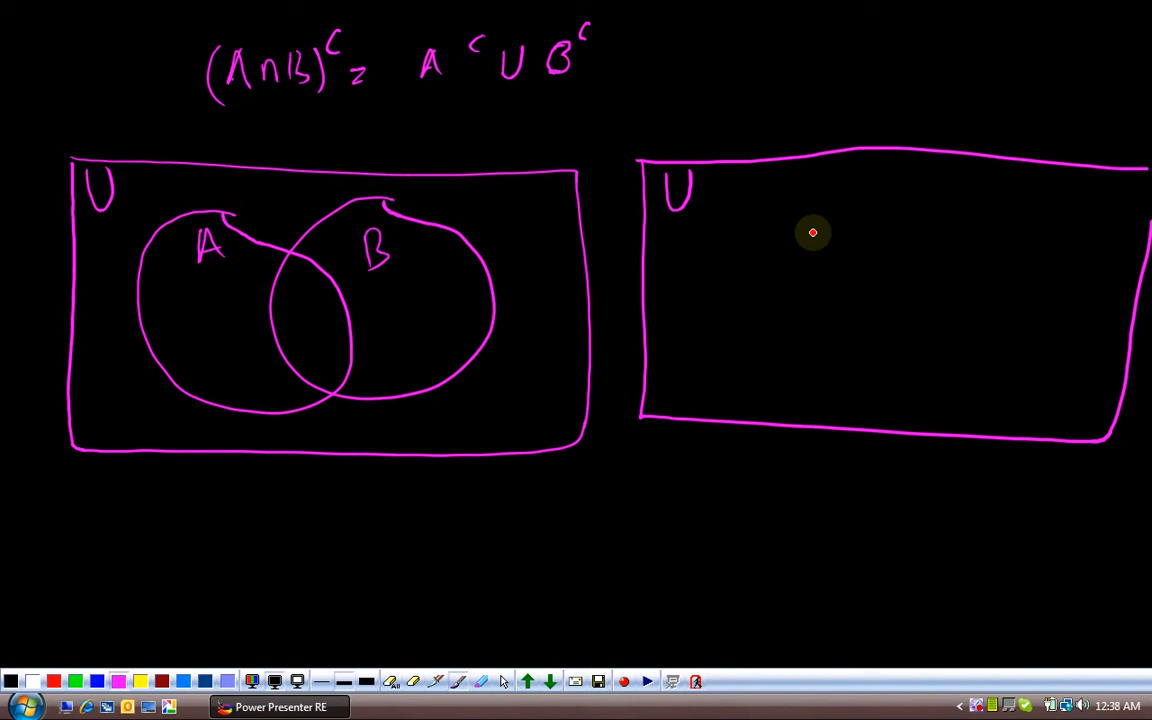 (A∩B)ᶜ = Aᶜ ∪ Bᶜ
U
A B
U
Power Presenter RE
12:38 AM